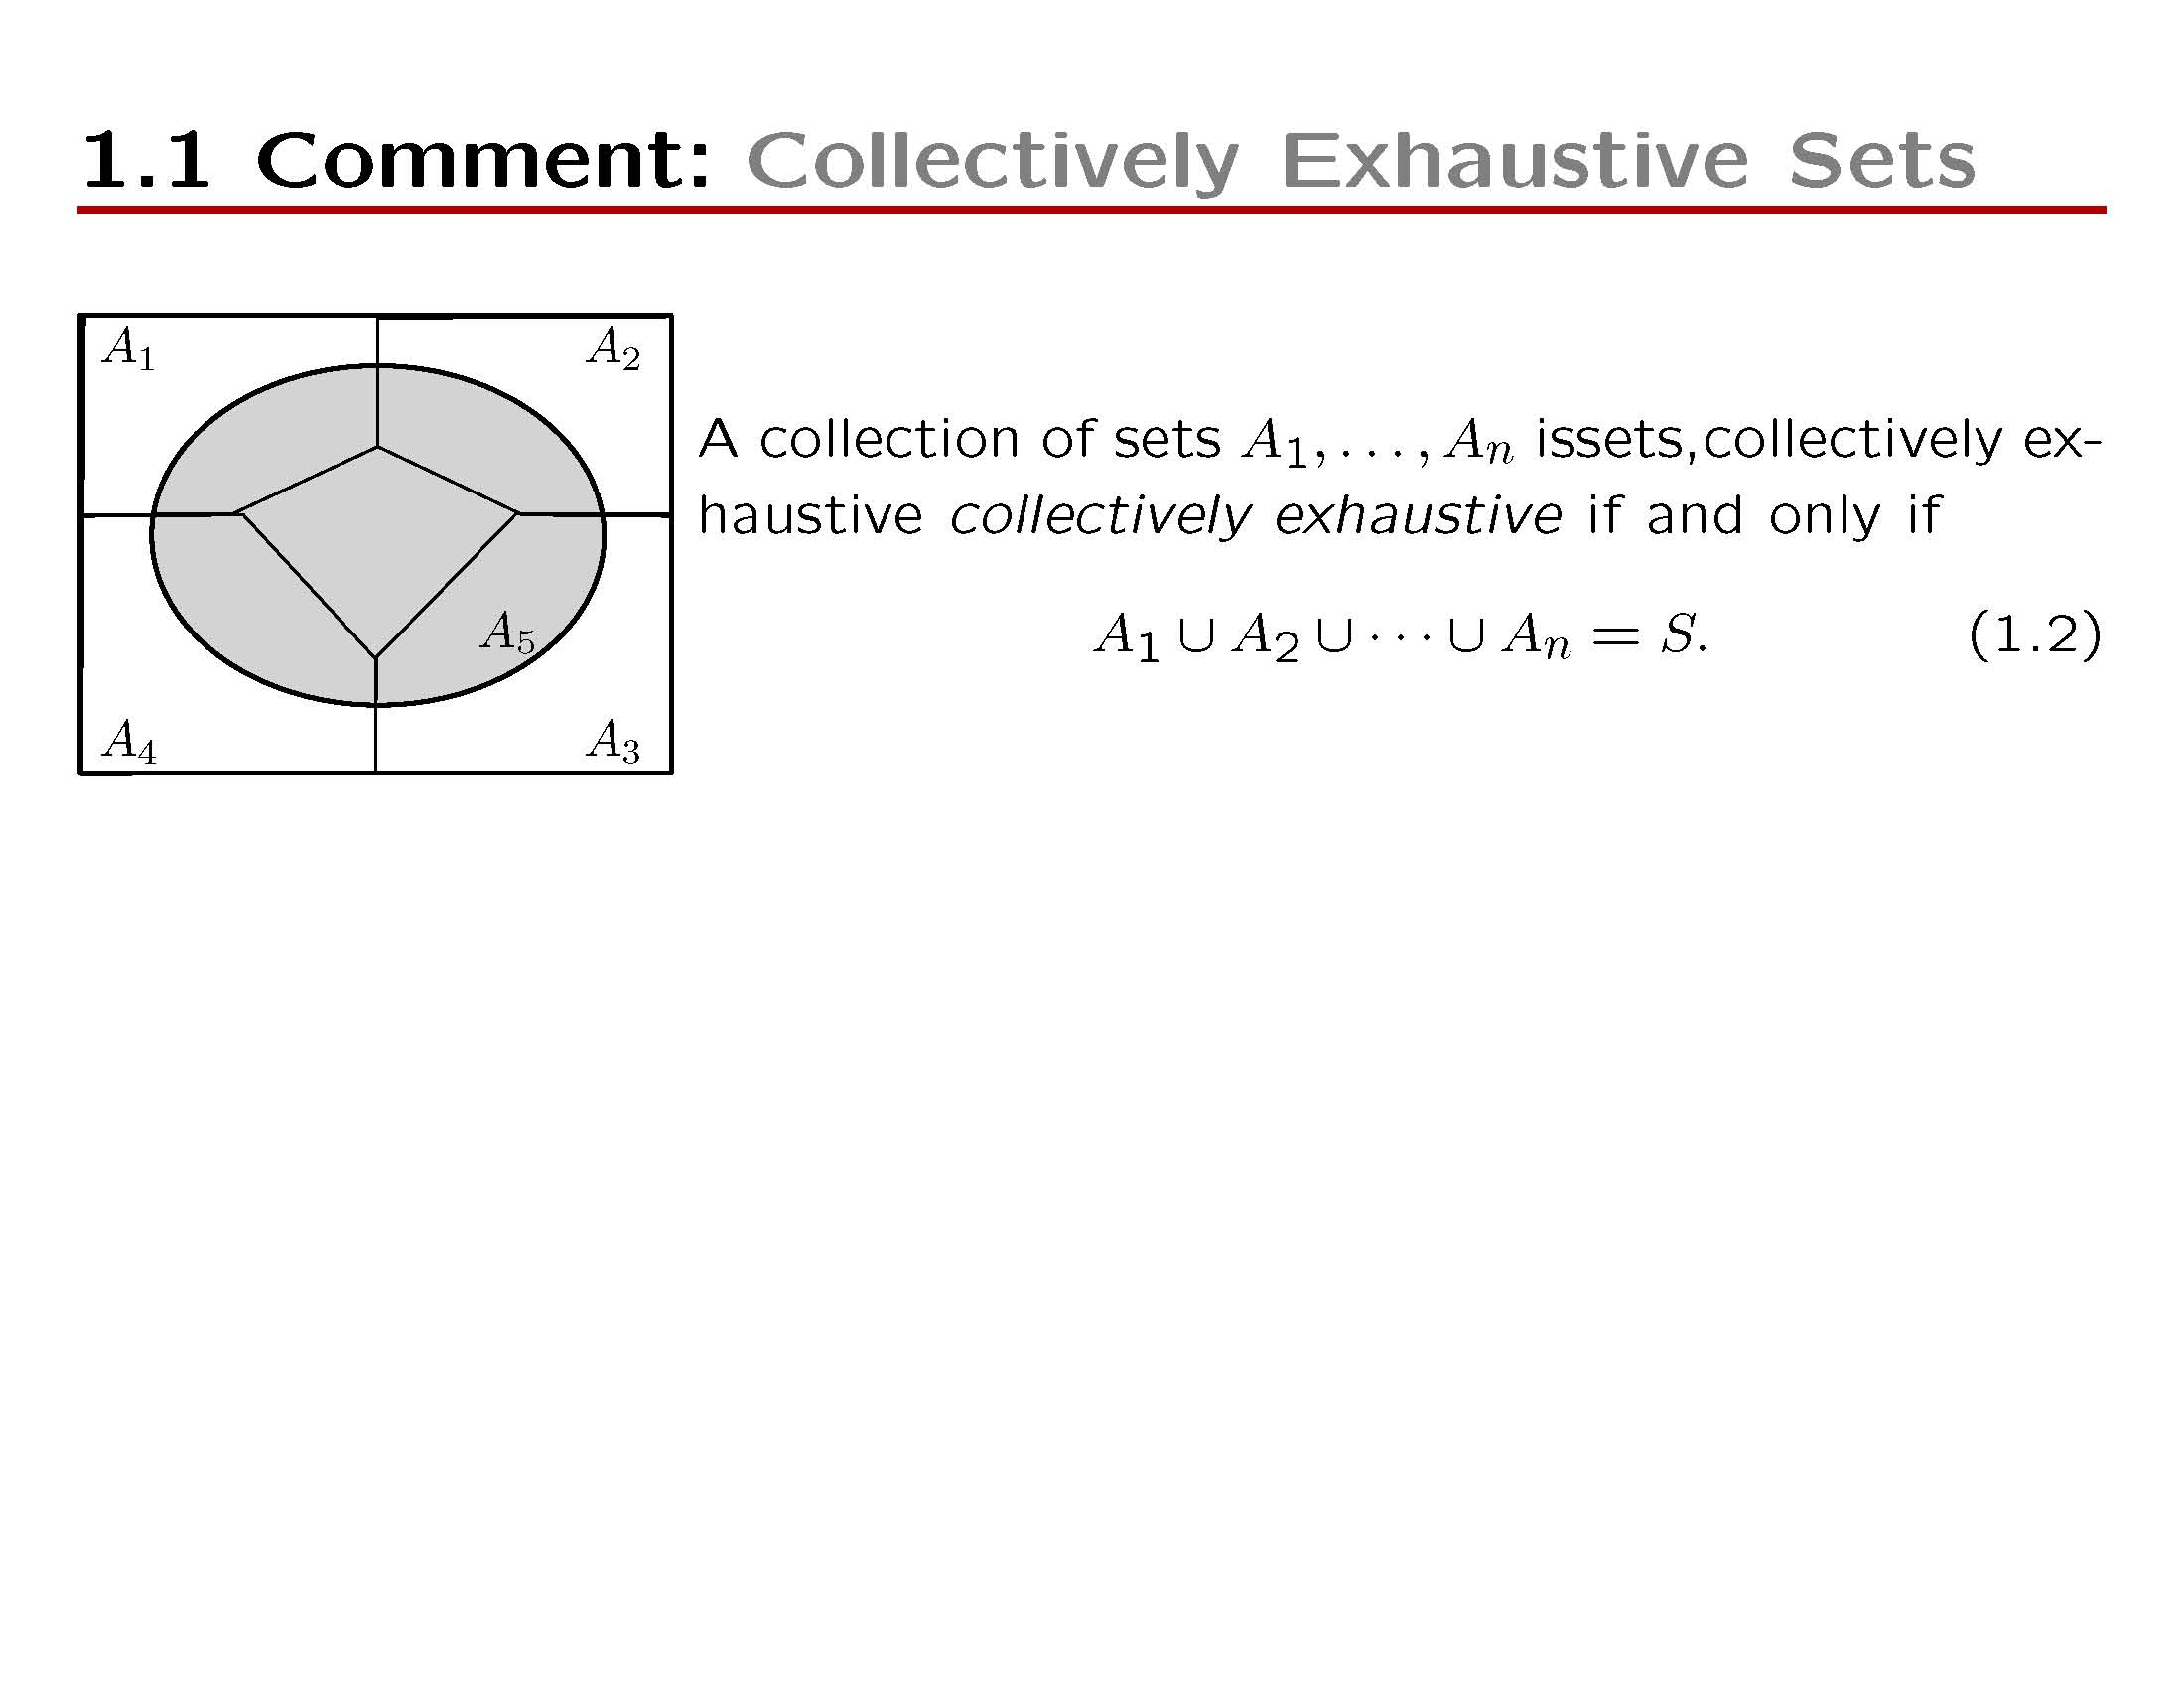 1.1 Comment: Collectively Exhaustive Sets
A₁ A₂
A₅
A₄ A₃
A collection of sets A₁, . . . , Aₙ issets,collectively ex-
haustive collectively exhaustive if and only if
A₁ ∪ A₂ ∪ · · · ∪ Aₙ = S. (1.2)